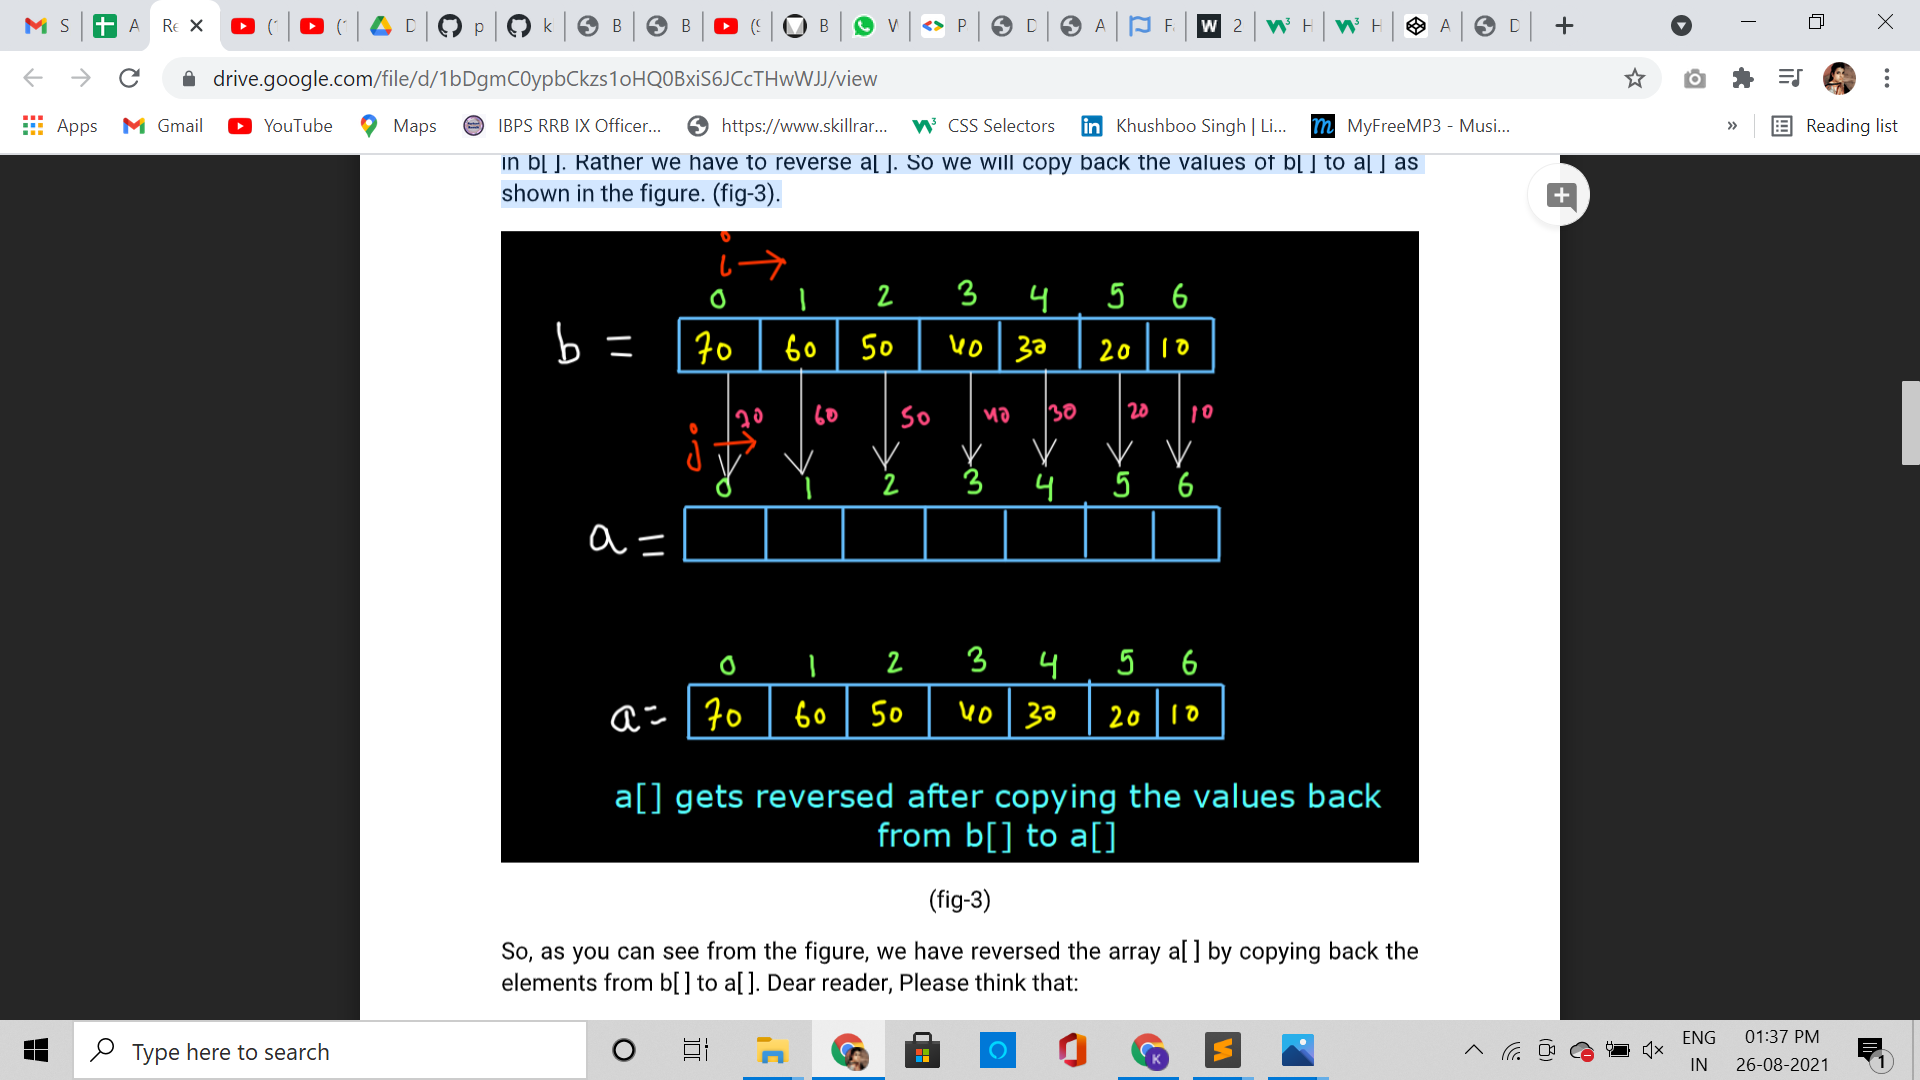 S A Re ( ( D p k B B ( B W P D A F 2 H H A D
drive.google.com/file/d/1bDgmC0ypbCkzs1oHQ0BxiS6JCcTHwWJJ/view
Apps Gmail YouTube Maps IBPS RRB IX Officer... https://www.skillrar... CSS Selectors Khushboo Singh | Li... MyFreeMP3 - Musi... » Reading list
in b[ ]. Rather we have to reverse a[ ]. So we will copy back the values of b[ ] to a[ ] as
shown in the figure. (fig-3).
i →
0 1 2 3 4 5 6
b = 70 60 50 40 30 20 10
70 60 50 40 30 20 10
j →
0 1 2 3 4 5 6
a =
0 1 2 3 4 5 6
a = 70 60 50 40 30 20 10
a[] gets reversed after copying the values back
from b[] to a[]
(fig-3)
So, as you can see from the figure, we have reversed the array a[ ] by copying back the
elements from b[ ] to a[ ]. Dear reader, Please think that:
Type here to search
K
ENG
IN
01:37 PM
26-08-2021
1